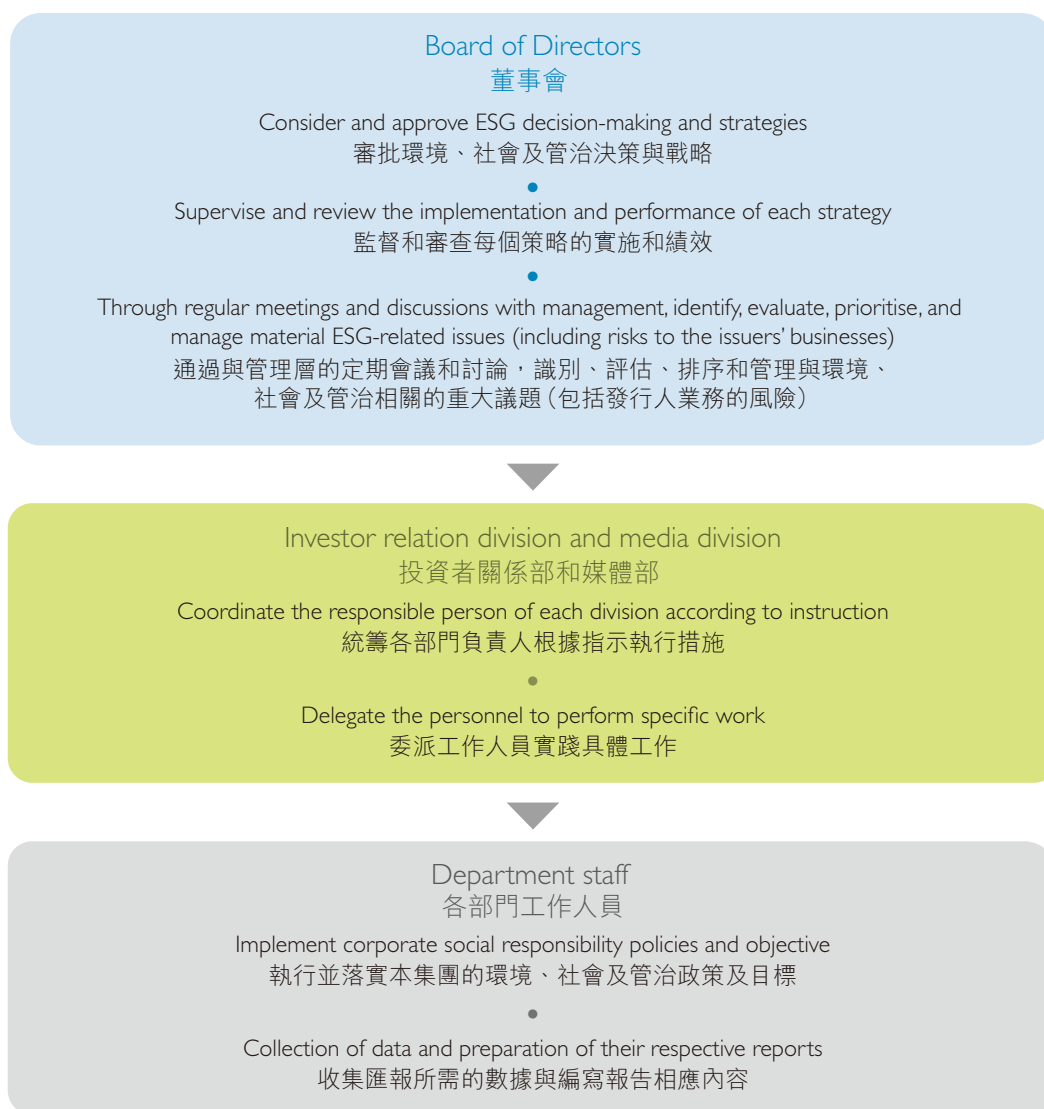 Board of Directors
董事會
Consider and approve ESG decision-making and strategies
審批環境、社會及管治決策與戰略
•
Supervise and review the implementation and performance of each strategy
監督和審查每個策略的實施和績效
•
Through regular meetings and discussions with management, identify, evaluate, prioritise, and
manage material ESG-related issues (including risks to the issuers' businesses)
通過與管理層的定期會議和討論，識別、評估、排序和管理與環境、
社會及管治相關的重大議題（包括發行人業務的風險）
Investor relation division and media division
投資者關係部和媒體部
Coordinate the responsible person of each division according to instruction
統籌各部門負責人根據指示執行措施
•
Delegate the personnel to perform specific work
委派工作人員實踐具體工作
Department staff
各部門工作人員
Implement corporate social responsibility policies and objective
執行並落實本集團的環境、社會及管治政策及目標
•
Collection of data and preparation of their respective reports
收集匯報所需的數據與編寫報告相應內容